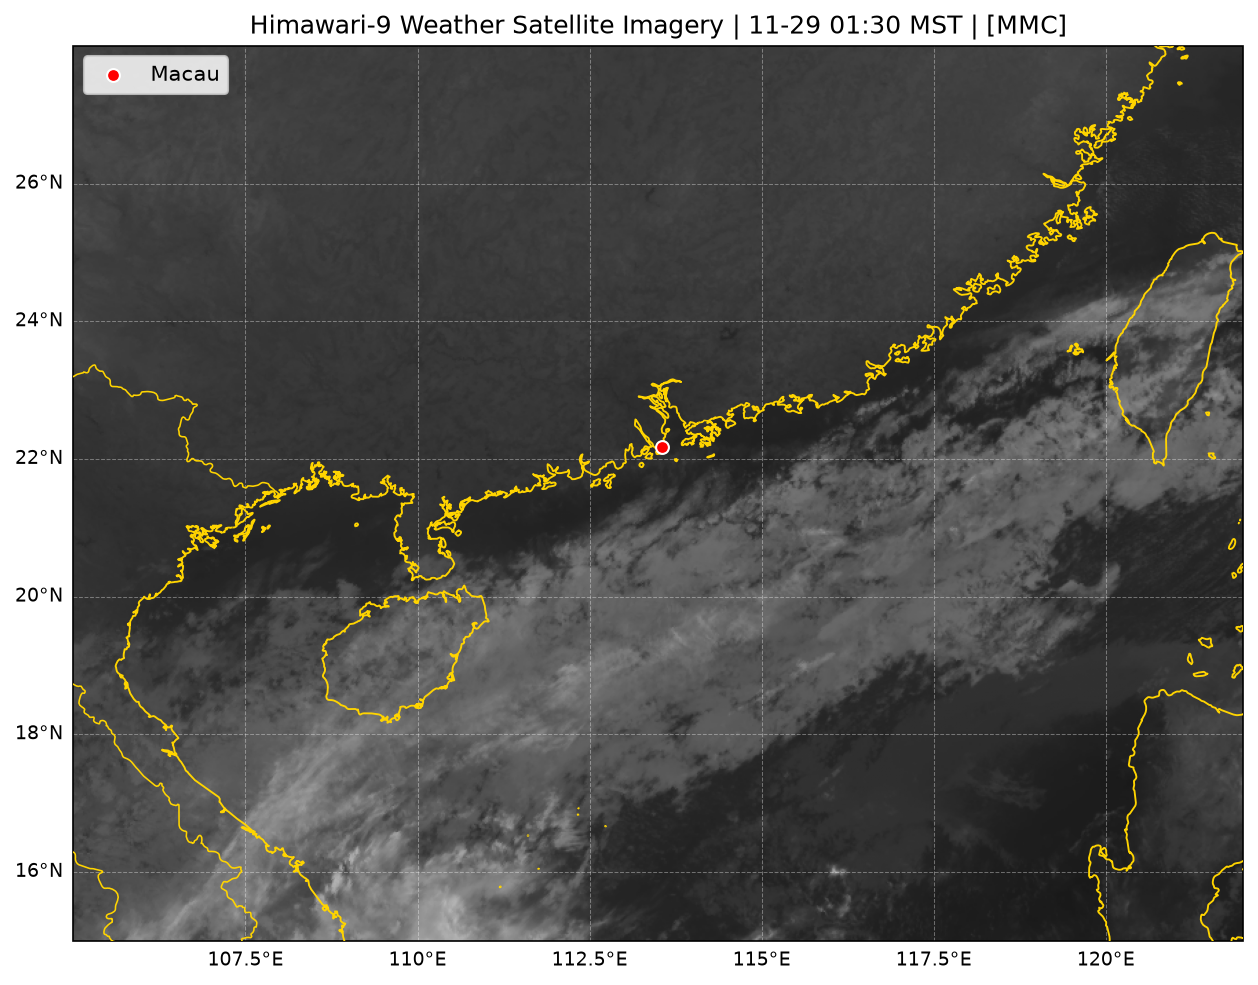 Himawari-9 Weather Satellite Imagery | 11-29 01:30 MST | [MMC]
Macau
26°N
24°N
22°N
20°N
18°N
16°N
107.5°E 110°E 112.5°E 115°E 117.5°E 120°E